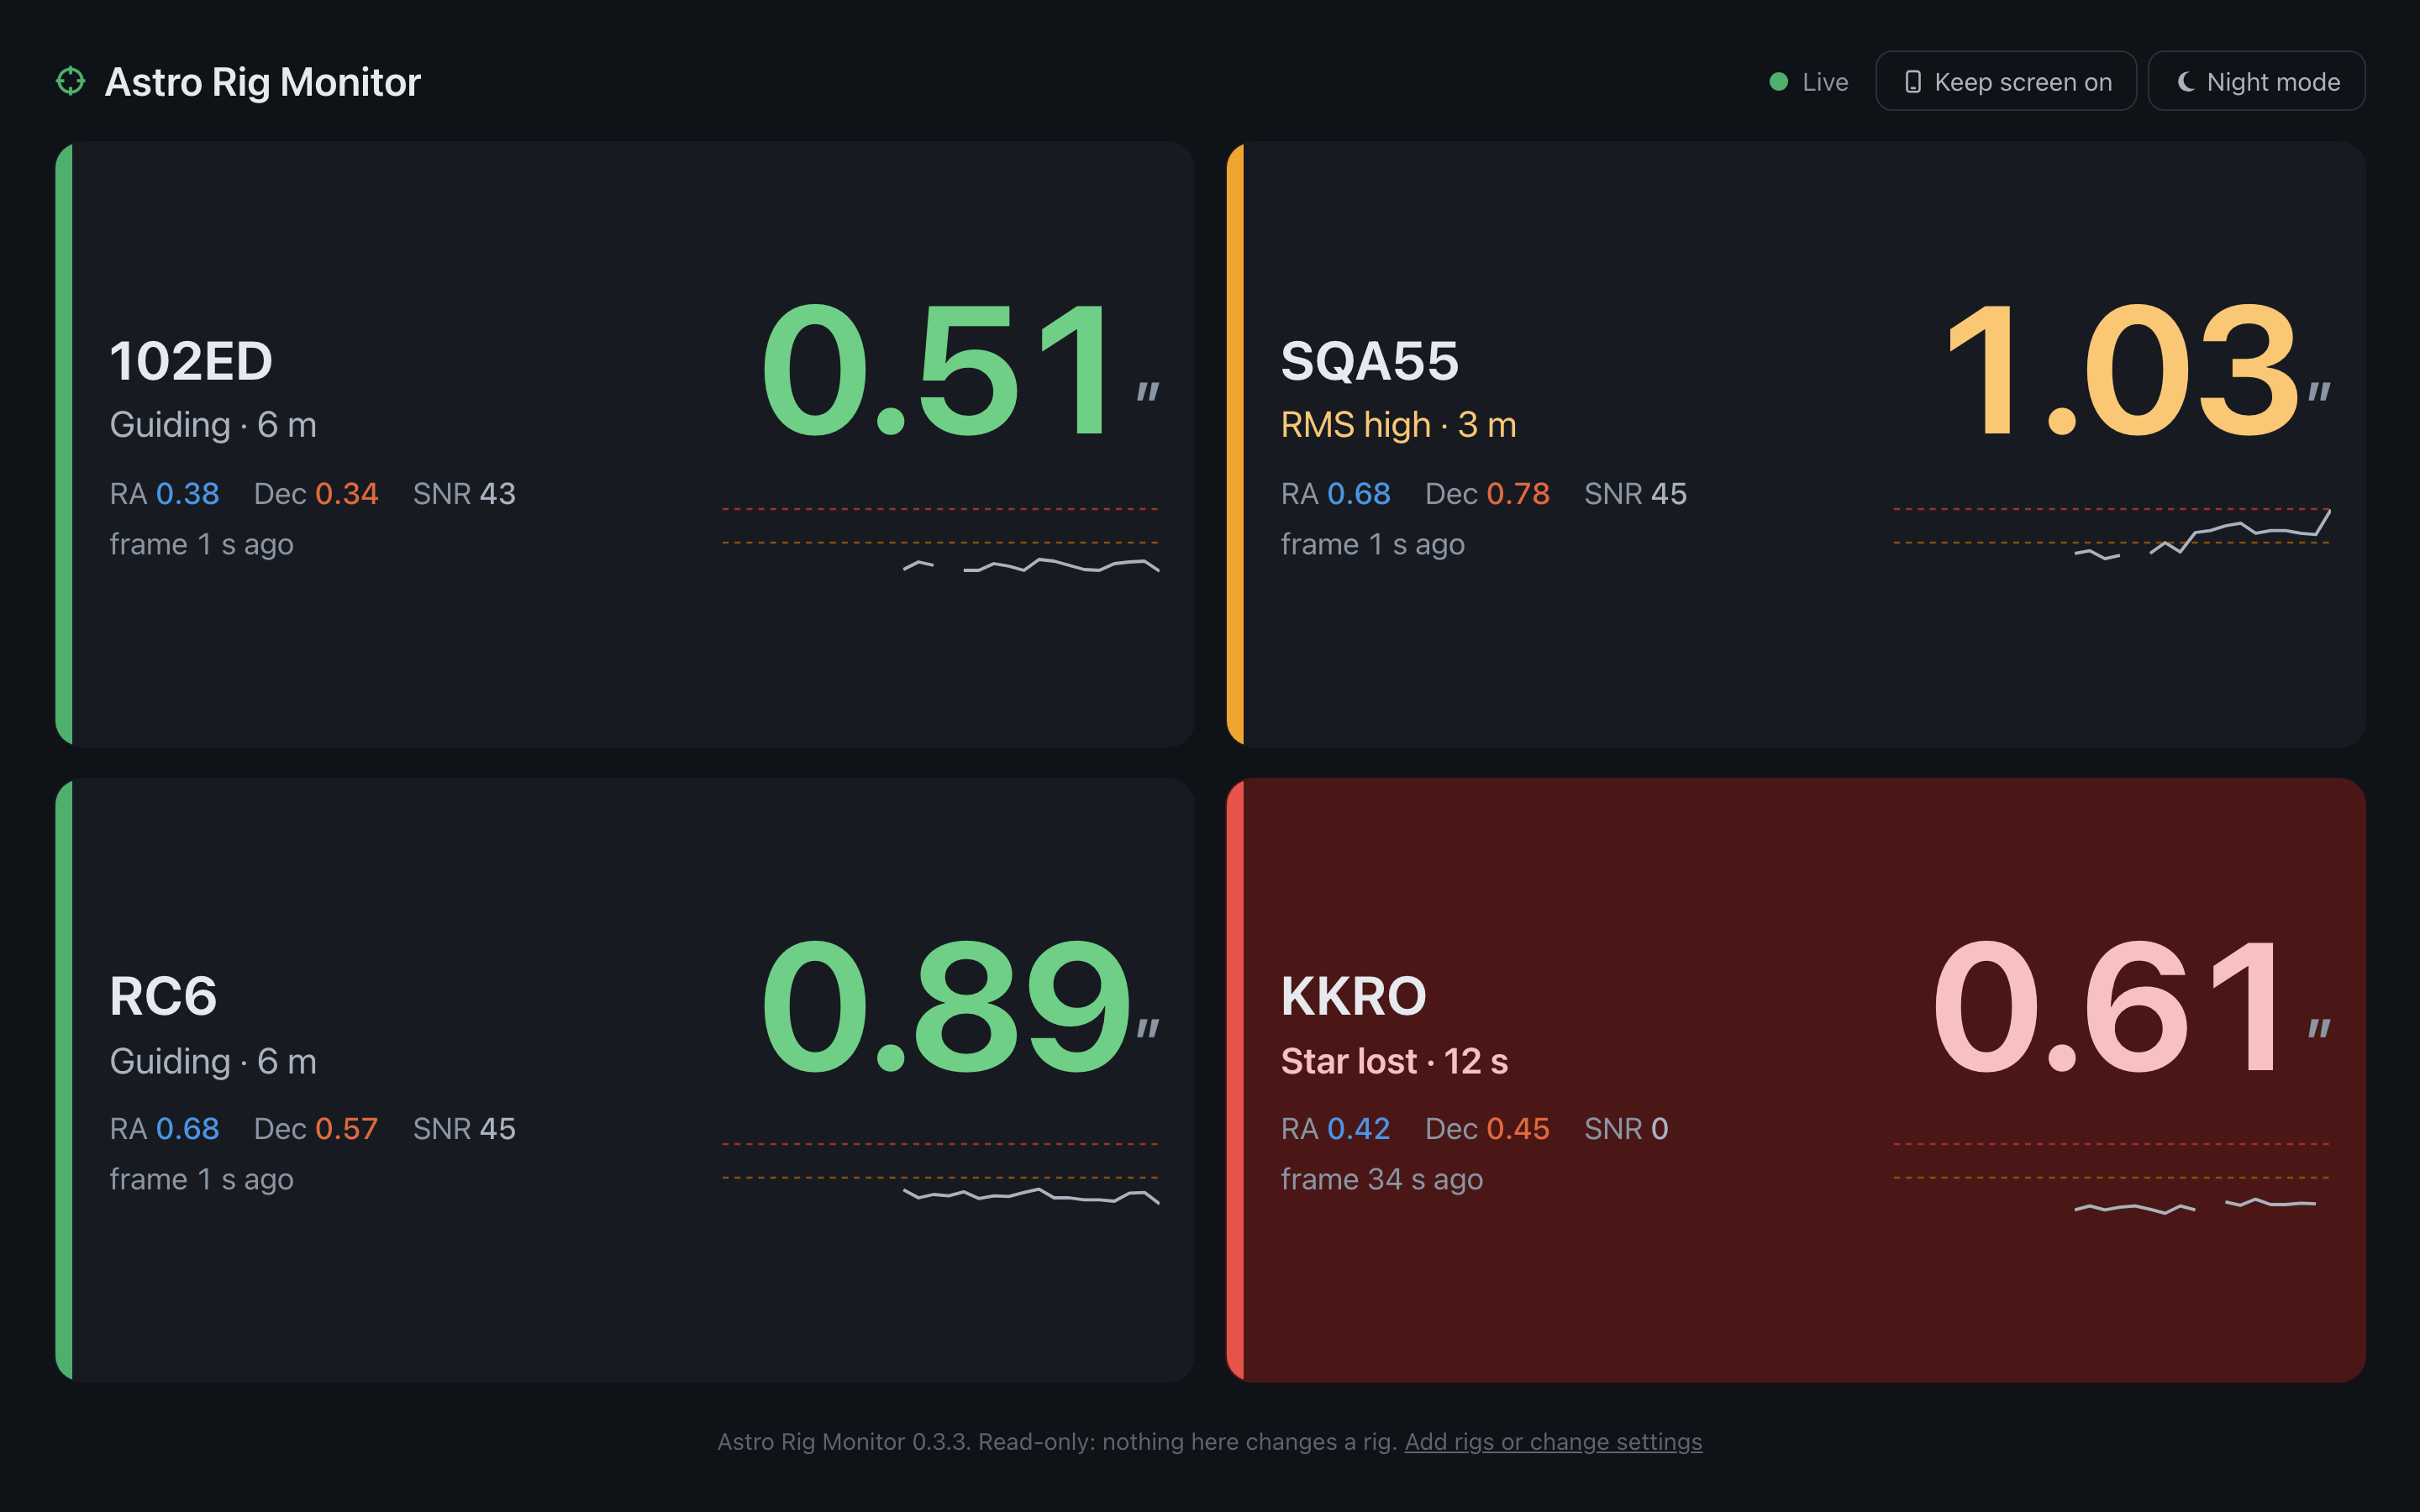 Astro Rig Monitor
Live
Keep screen on
Night mode
102ED
Guiding · 6 m
RA 0.38 Dec 0.34 SNR 43
frame 1 s ago
0.51″
SQA55
RMS high · 3 m
RA 0.68 Dec 0.78 SNR 45
frame 1 s ago
1.03″
RC6
Guiding · 6 m
RA 0.68 Dec 0.57 SNR 45
frame 1 s ago
0.89″
KKRO
Star lost · 12 s
RA 0.42 Dec 0.45 SNR 0
frame 34 s ago
0.61″
Astro Rig Monitor 0.3.3. Read-only: nothing here changes a rig. Add rigs or change settings